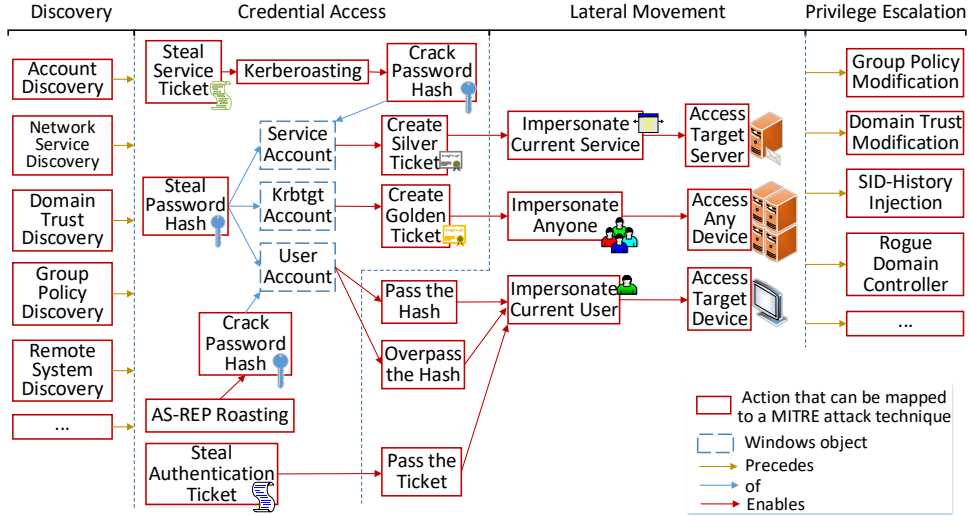 Discovery
Credential Access
Lateral Movement
Privilege Escalation
Account
Discovery
Network
Service
Discovery
Domain
Trust
Discovery
Group
Policy
Discovery
Remote
System
Discovery
...
Steal
Service
Ticket
Kerberoasting
Crack
Password
Hash
Steal
Password
Hash
Service
Account
Krbtgt
Account
User
Account
Create
Silver
Ticket
Create
Golden
Ticket
Crack
Password
Hash
AS-REP Roasting
Steal
Authentication
Ticket
Pass the
Hash
Overpass
the Hash
Pass the
Ticket
Impersonate
Current Service
Impersonate
Anyone
Impersonate
Current User
Access
Target
Server
Access
Any
Device
Access
Target
Device
Group Policy
Modification
Domain Trust
Modification
SID-History
Injection
Rogue
Domain
Controller
...
Action that can be mapped
to a MITRE attack technique
Windows object
Precedes
of
Enables